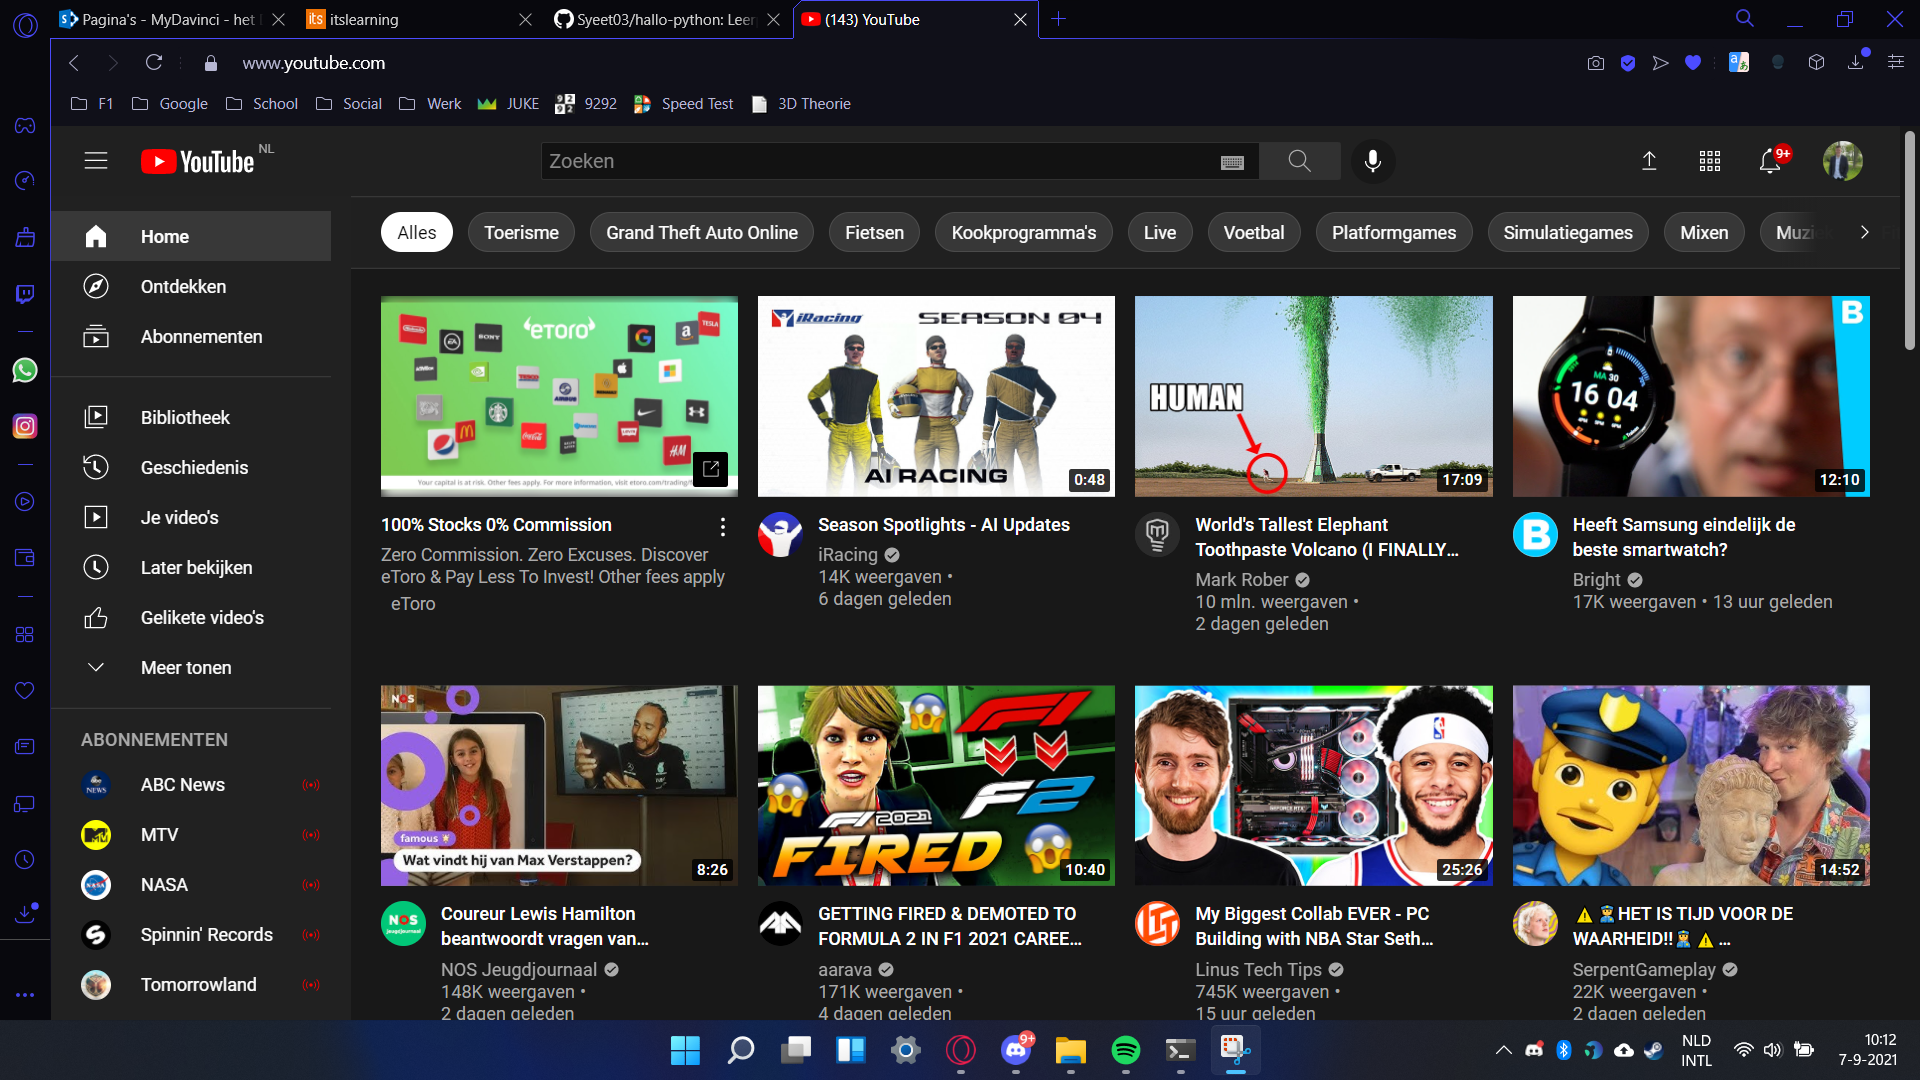 Pagina's - MyDavinci - het
itslearning
Syeet03/hallo-python: Leer
(143) YouTube
www.youtube.com
F1
Google
School
Social
Werk
JUKE
9292
Speed Test
3D Theorie
YouTube NL
Zoeken
9+
Home
Ontdekken
Abonnementen
Bibliotheek
Geschiedenis
Je video's
Later bekijken
Gelikete video's
Meer tonen
ABONNEMENTEN
ABC News
MTV
NASA
Spinnin' Records
Tomorrowland
Alles
Toerisme
Grand Theft Auto Online
Fietsen
Kookprogramma's
Live
Voetbal
Platformgames
Simulatiegames
Mixen
Muziek
eToro
Your capital is at risk. Other fees apply. For more information, visit etoro.com/trading/
100% Stocks 0% Commission
Zero Commission. Zero Excuses. Discover
eToro & Pay Less To Invest! Other fees apply
eToro
iRacing
SEASON 04
AI RACING
0:48
Season Spotlights - AI Updates
iRacing
14K weergaven •
6 dagen geleden
HUMAN
17:09
World's Tallest Elephant
Toothpaste Volcano (I FINALLY…
Mark Rober
10 mln. weergaven •
2 dagen geleden
B
MA 30
16 04
12:10
Heeft Samsung eindelijk de
beste smartwatch?
Bright
17K weergaven • 13 uur geleden
NOS
famous
Wat vindt hij van Max Verstappen?
8:26
Coureur Lewis Hamilton
beantwoordt vragen van…
NOS Jeugdjournaal
148K weergaven •
2 dagen geleden
F1
F2
F1 2021
FIRED
10:40
GETTING FIRED & DEMOTED TO
FORMULA 2 IN F1 2021 CAREE…
aarava
171K weergaven •
4 dagen geleden
25:26
My Biggest Collab EVER - PC
Building with NBA Star Seth…
Linus Tech Tips
745K weergaven •
15 uur geleden
14:52
⚠️👮HET IS TIJD VOOR DE
WAARHEID!!👮⚠️ …
SerpentGameplay
22K weergaven •
2 dagen geleden
9+
NLD
INTL
10:12
7-9-2021